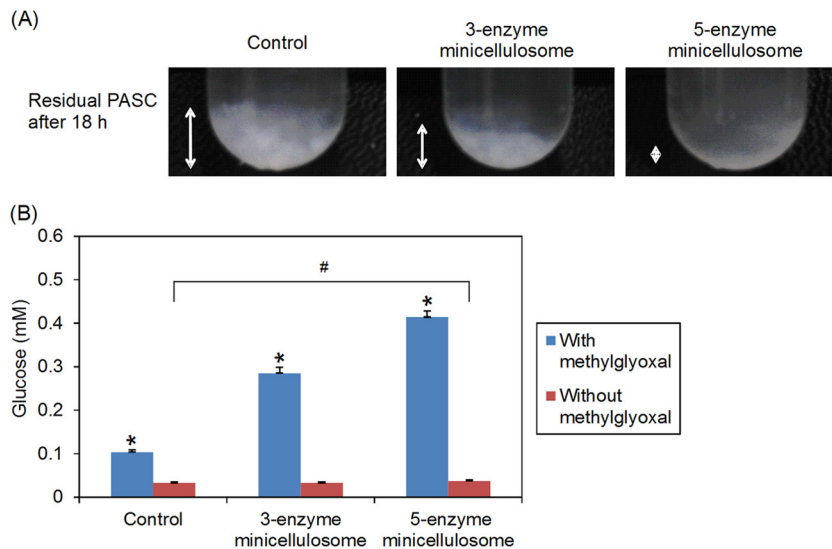 (A)
Control
3-enzyme
minicellulosome
5-enzyme
minicellulosome
Residual PASC
after 18 h
(B)
0.6
0.5
0.4
0.3
0.2
0.1
0
Glucose (mM)
#
*
*
*
Control
3-enzyme
minicellulosome
5-enzyme
minicellulosome
With
methylglyoxal
Without
methylglyoxal